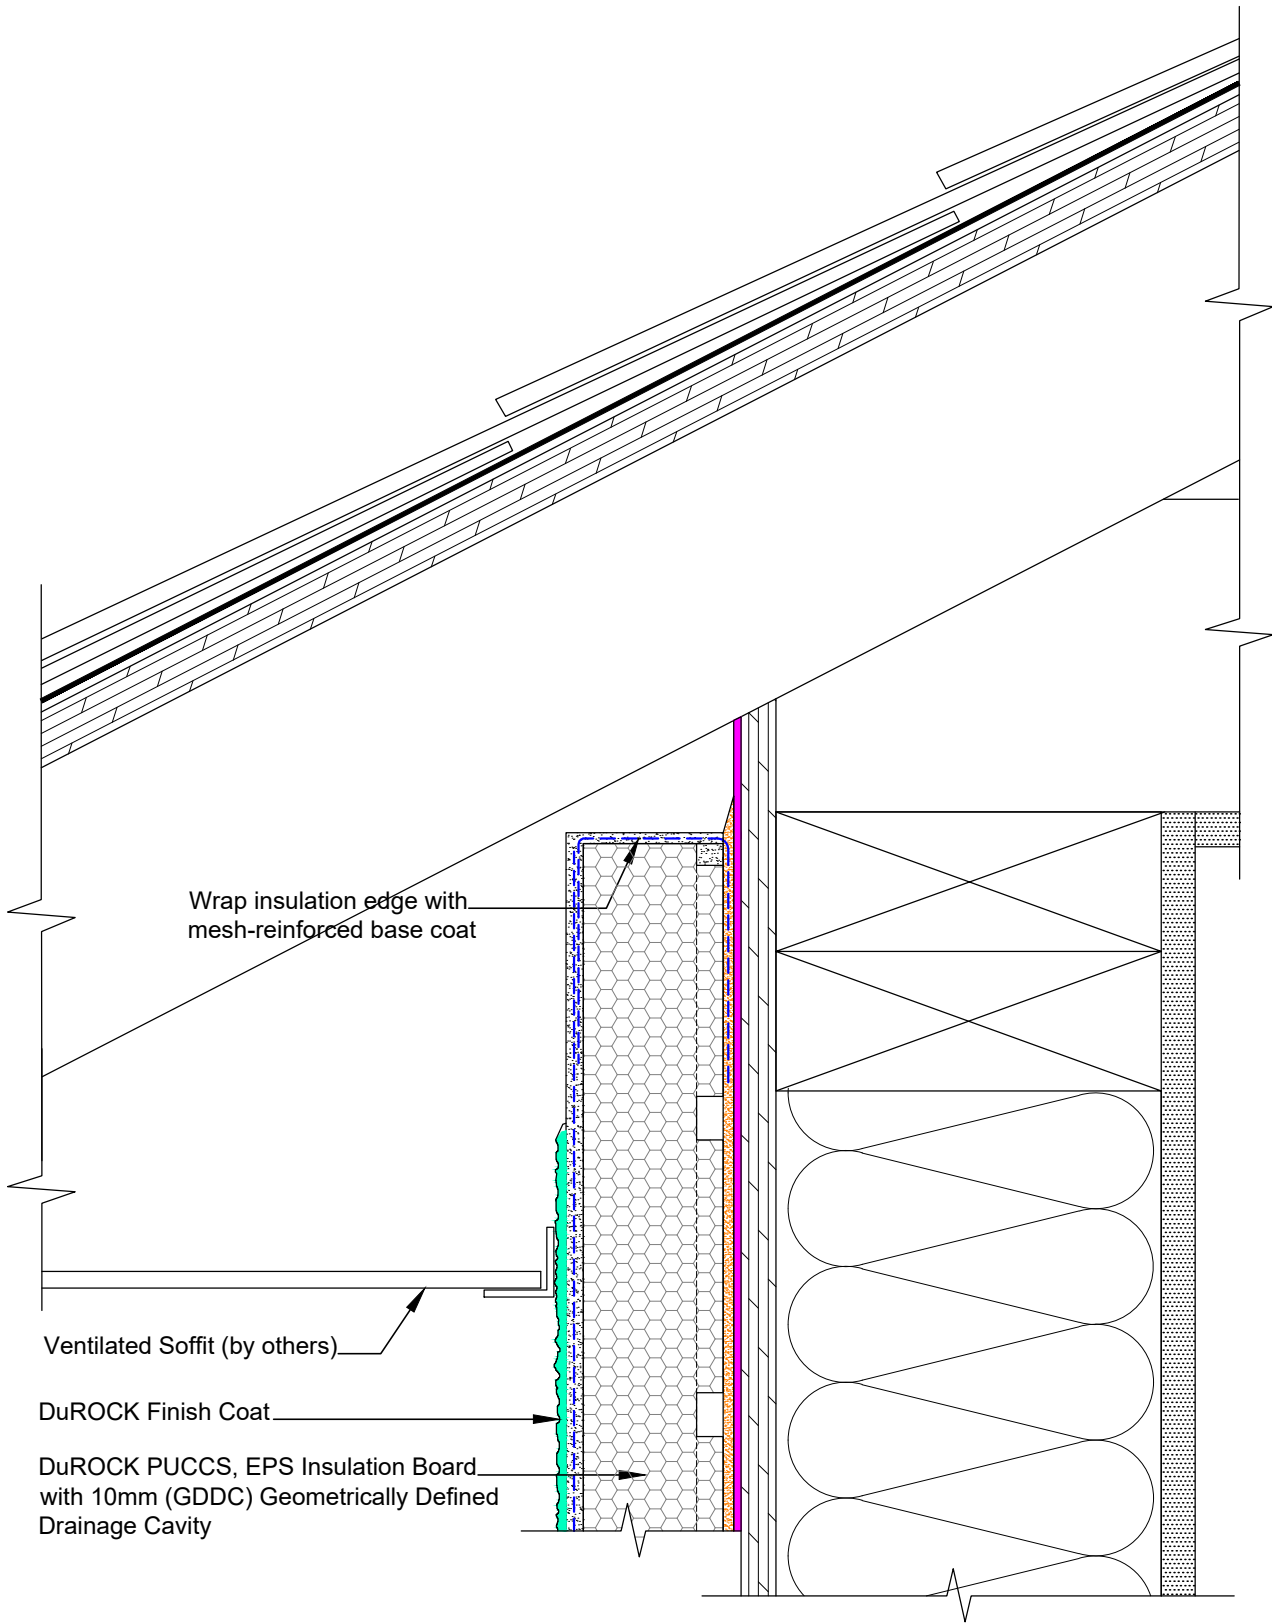 Wrap insulation edge with
mesh-reinforced base coat
Ventilated Soffit (by others)
DuROCK Finish Coat
DuROCK PUCCS, EPS Insulation Board
with 10mm (GDDC) Geometrically Defined
Drainage Cavity